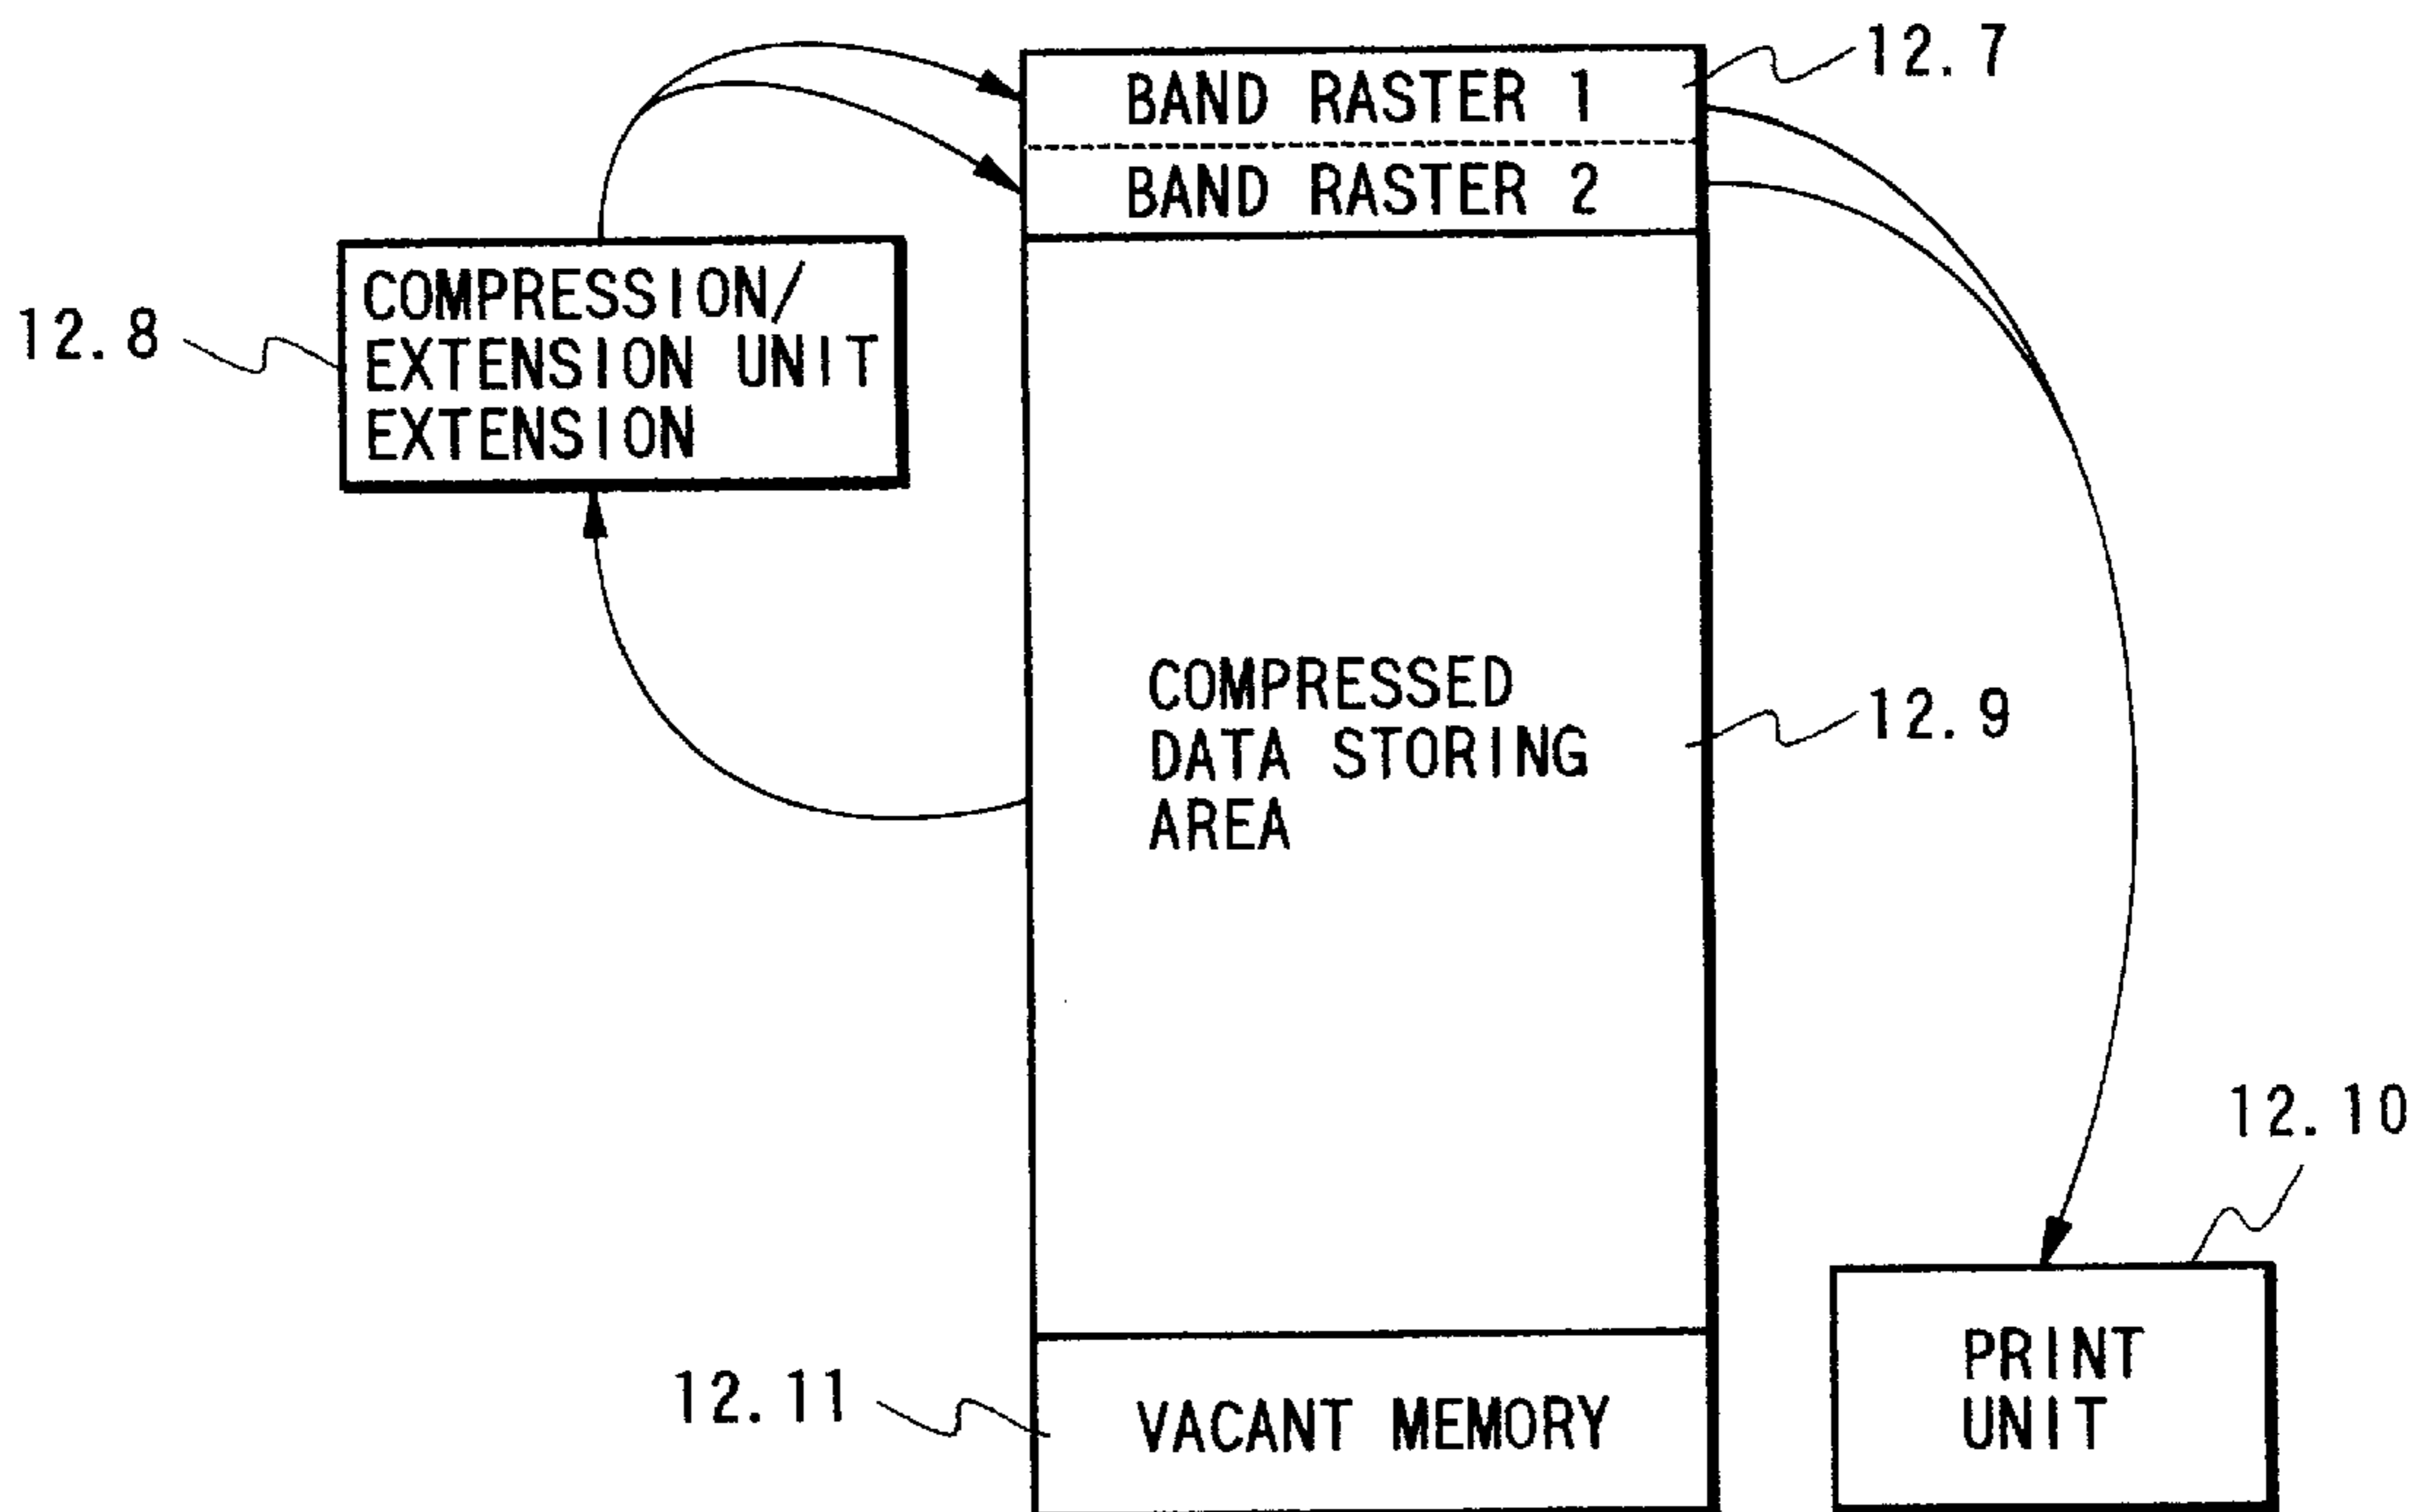 12.7
BAND RASTER 1
BAND RASTER 2
COMPRESSION/
EXTENSION UNIT
EXTENSION
12.8
COMPRESSED
DATA STORING
AREA
12.9
12.10
PRINT
UNIT
12.11
VACANT MEMORY